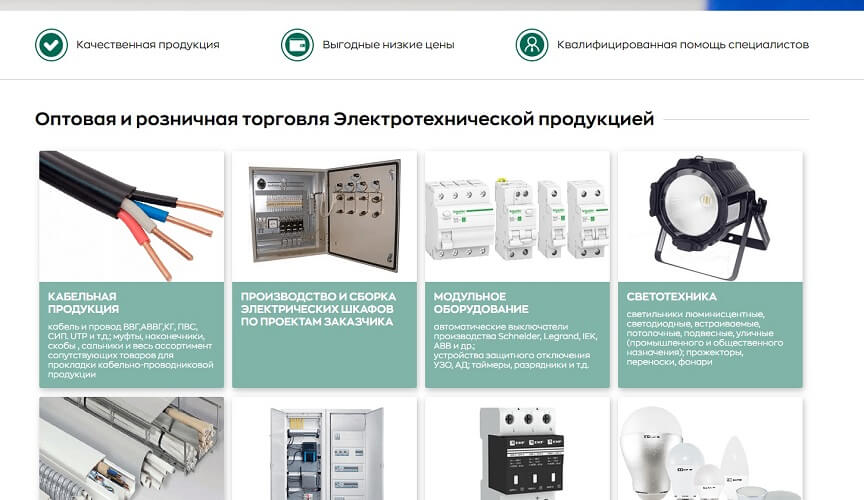 Качественная продукция
Выгодные низкие цены
Квалифицированная помощь специалистов
Оптовая и розничная торговля Электротехнической продукцией
КАБЕЛЬНАЯ
ПРОДУКЦИЯ
кабель и провод ВВГ,АВВГ,КГ, ПВС,
СИП. UTP и т.д.; муфты, наконечники,
скобы , сальники и весь ассортимент
сопутствующих товаров для
прокладки кабельно-проводниковой
продукции
ПРОИЗВОДСТВО И СБОРКА
ЭЛЕКТРИЧЕСКИХ ШКАФОВ
ПО ПРОЕКТАМ ЗАКАЗЧИКА
МОДУЛЬНОЕ
ОБОРУДОВАНИЕ
автоматические выключатели
производства Schneider, Legrand, IEK,
ABB и др.;
устройства защитного отключения
УЗО, АД; таймеры, разрядники и т.д.
СВЕТОТЕХНИКА
светильники люминисцентные,
светодиодные, встраиваемые,
потолочные, подвесные, уличные
(промышленного и общественного
назначения); прожекторы,
переноски, фонари